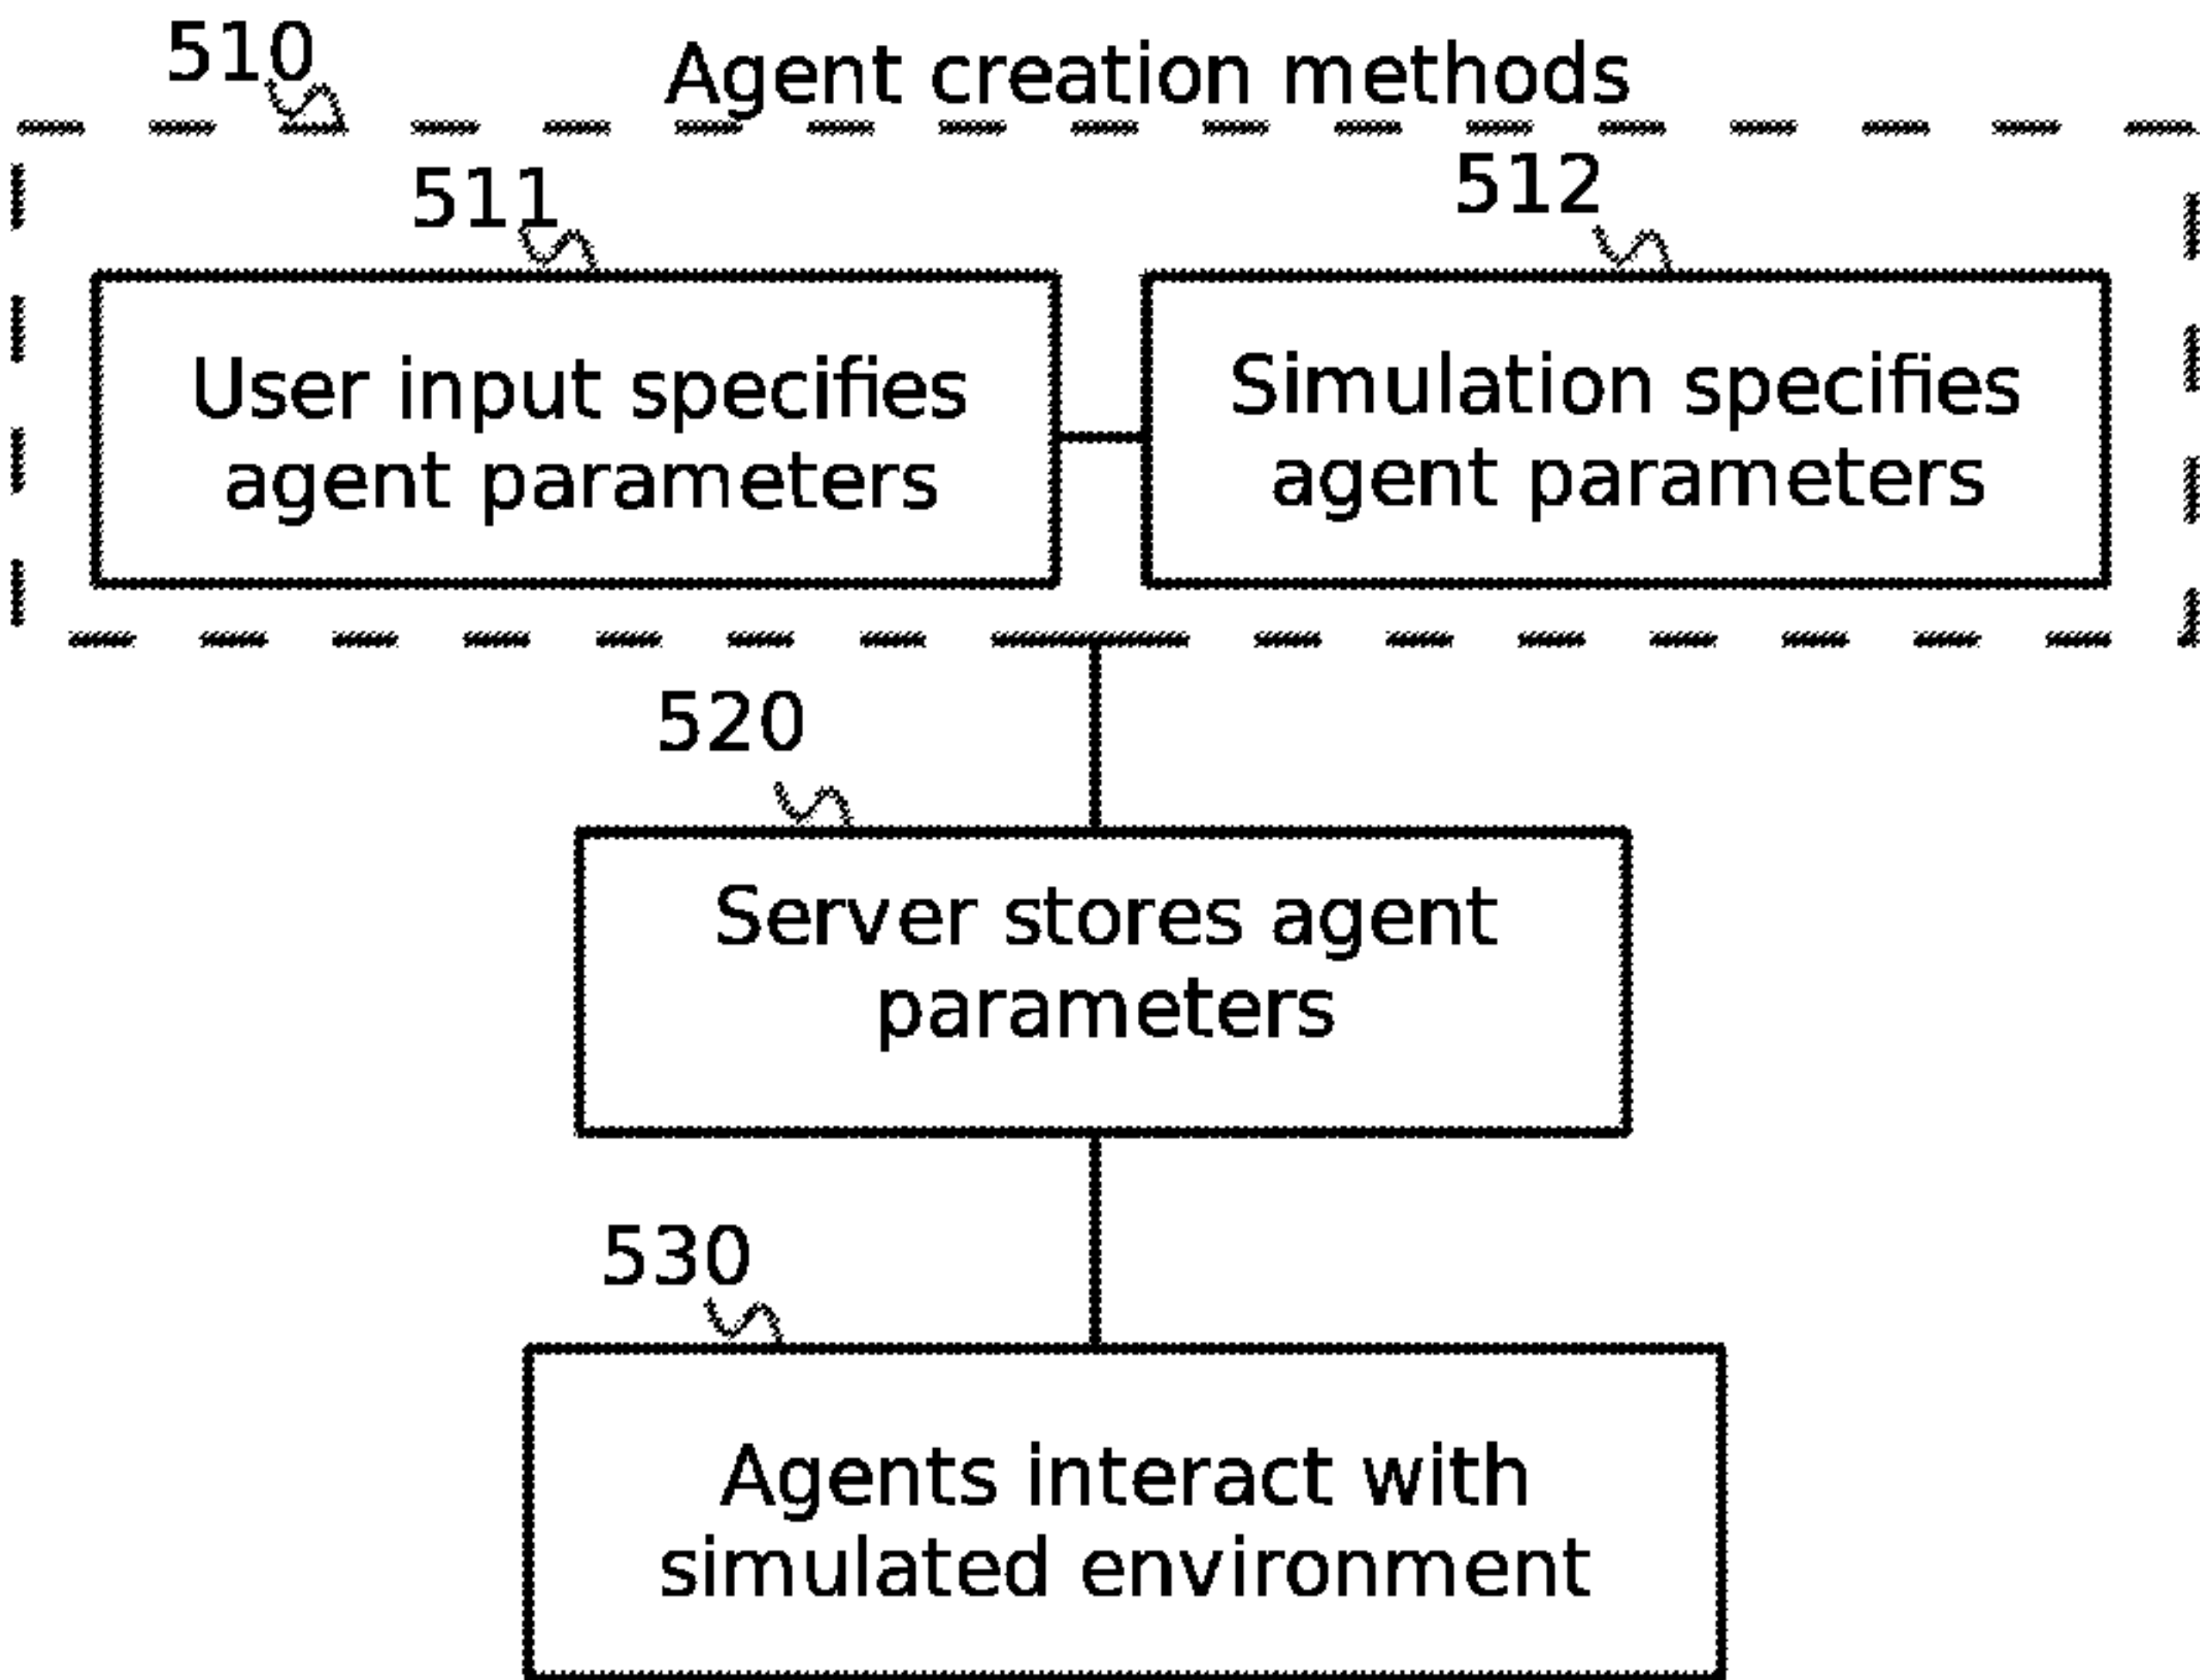 510
Agent creation methods
511
512
User input specifies
agent parameters
Simulation specifies
agent parameters
520
Server stores agent
parameters
530
Agents interact with
simulated environment